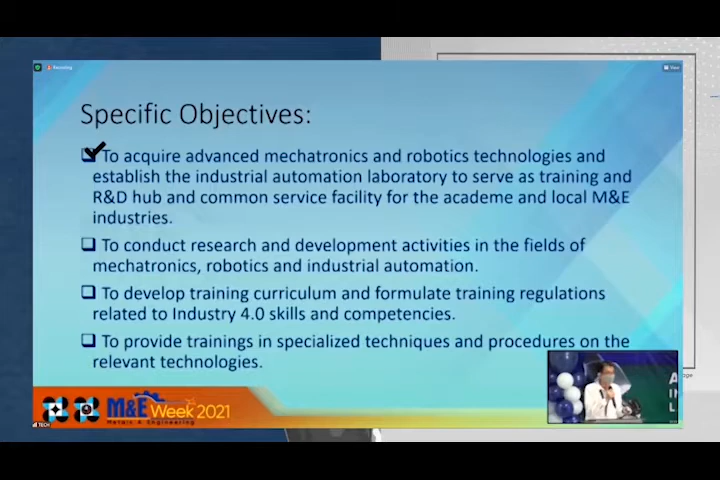 Recording
View
Specific Objectives:
To acquire advanced mechatronics and robotics technologies and
establish the industrial automation laboratory to serve as training and
R&D hub and common service facility for the academe and local M&E
industries.
To conduct research and development activities in the fields of
mechatronics, robotics and industrial automation.
To develop training curriculum and formulate training regulations
related to Industry 4.0 skills and competencies.
To provide trainings in specialized techniques and procedures on the
relevant technologies.
M&E Week 2021
Metals & Engineering
TECH
A
IN
L